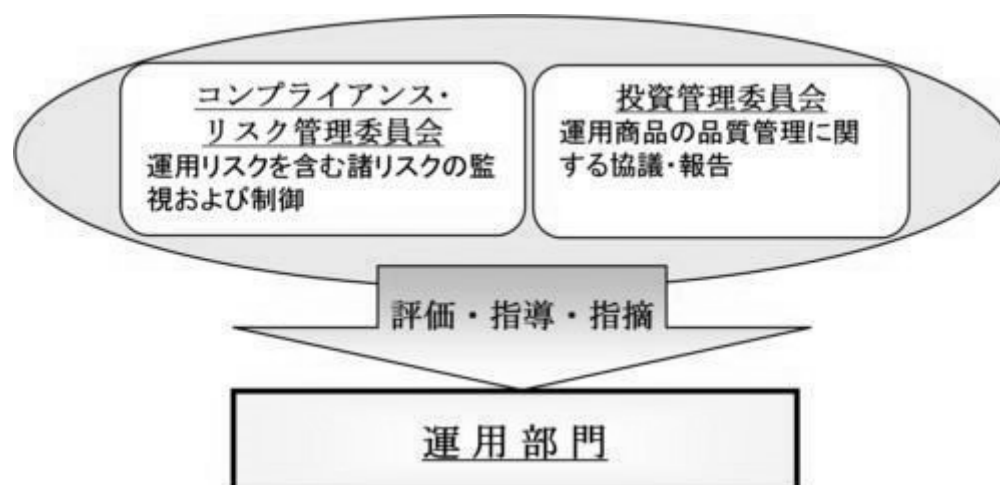 コンプライアンス・
リスク管理委員会
運用リスクを含む諸リスクの監
視および制御
投資管理委員会
運用商品の品質管理に関
する協議・報告
評価・指導・指摘
運用部門